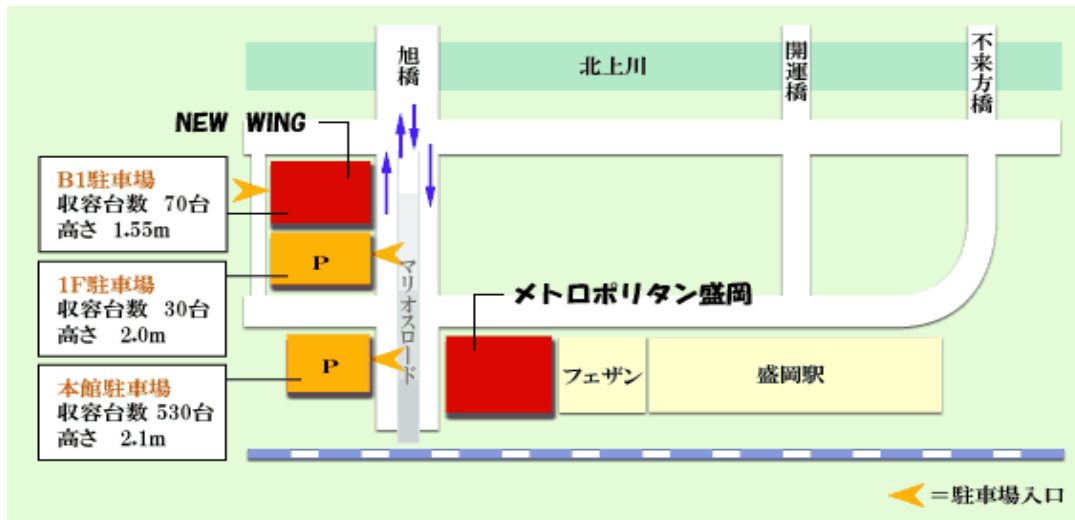 旭橋
北上川
開運橋
不来方橋
NEW WING
B1駐車場
収容台数 70台
高さ 1.55m
P
1F駐車場
収容台数 30台
高さ 2.0m
マリオスロード
メトロポリタン盛岡
P
本館駐車場
収容台数 530台
高さ 2.1m
フェザン
盛岡駅
=駐車場入口